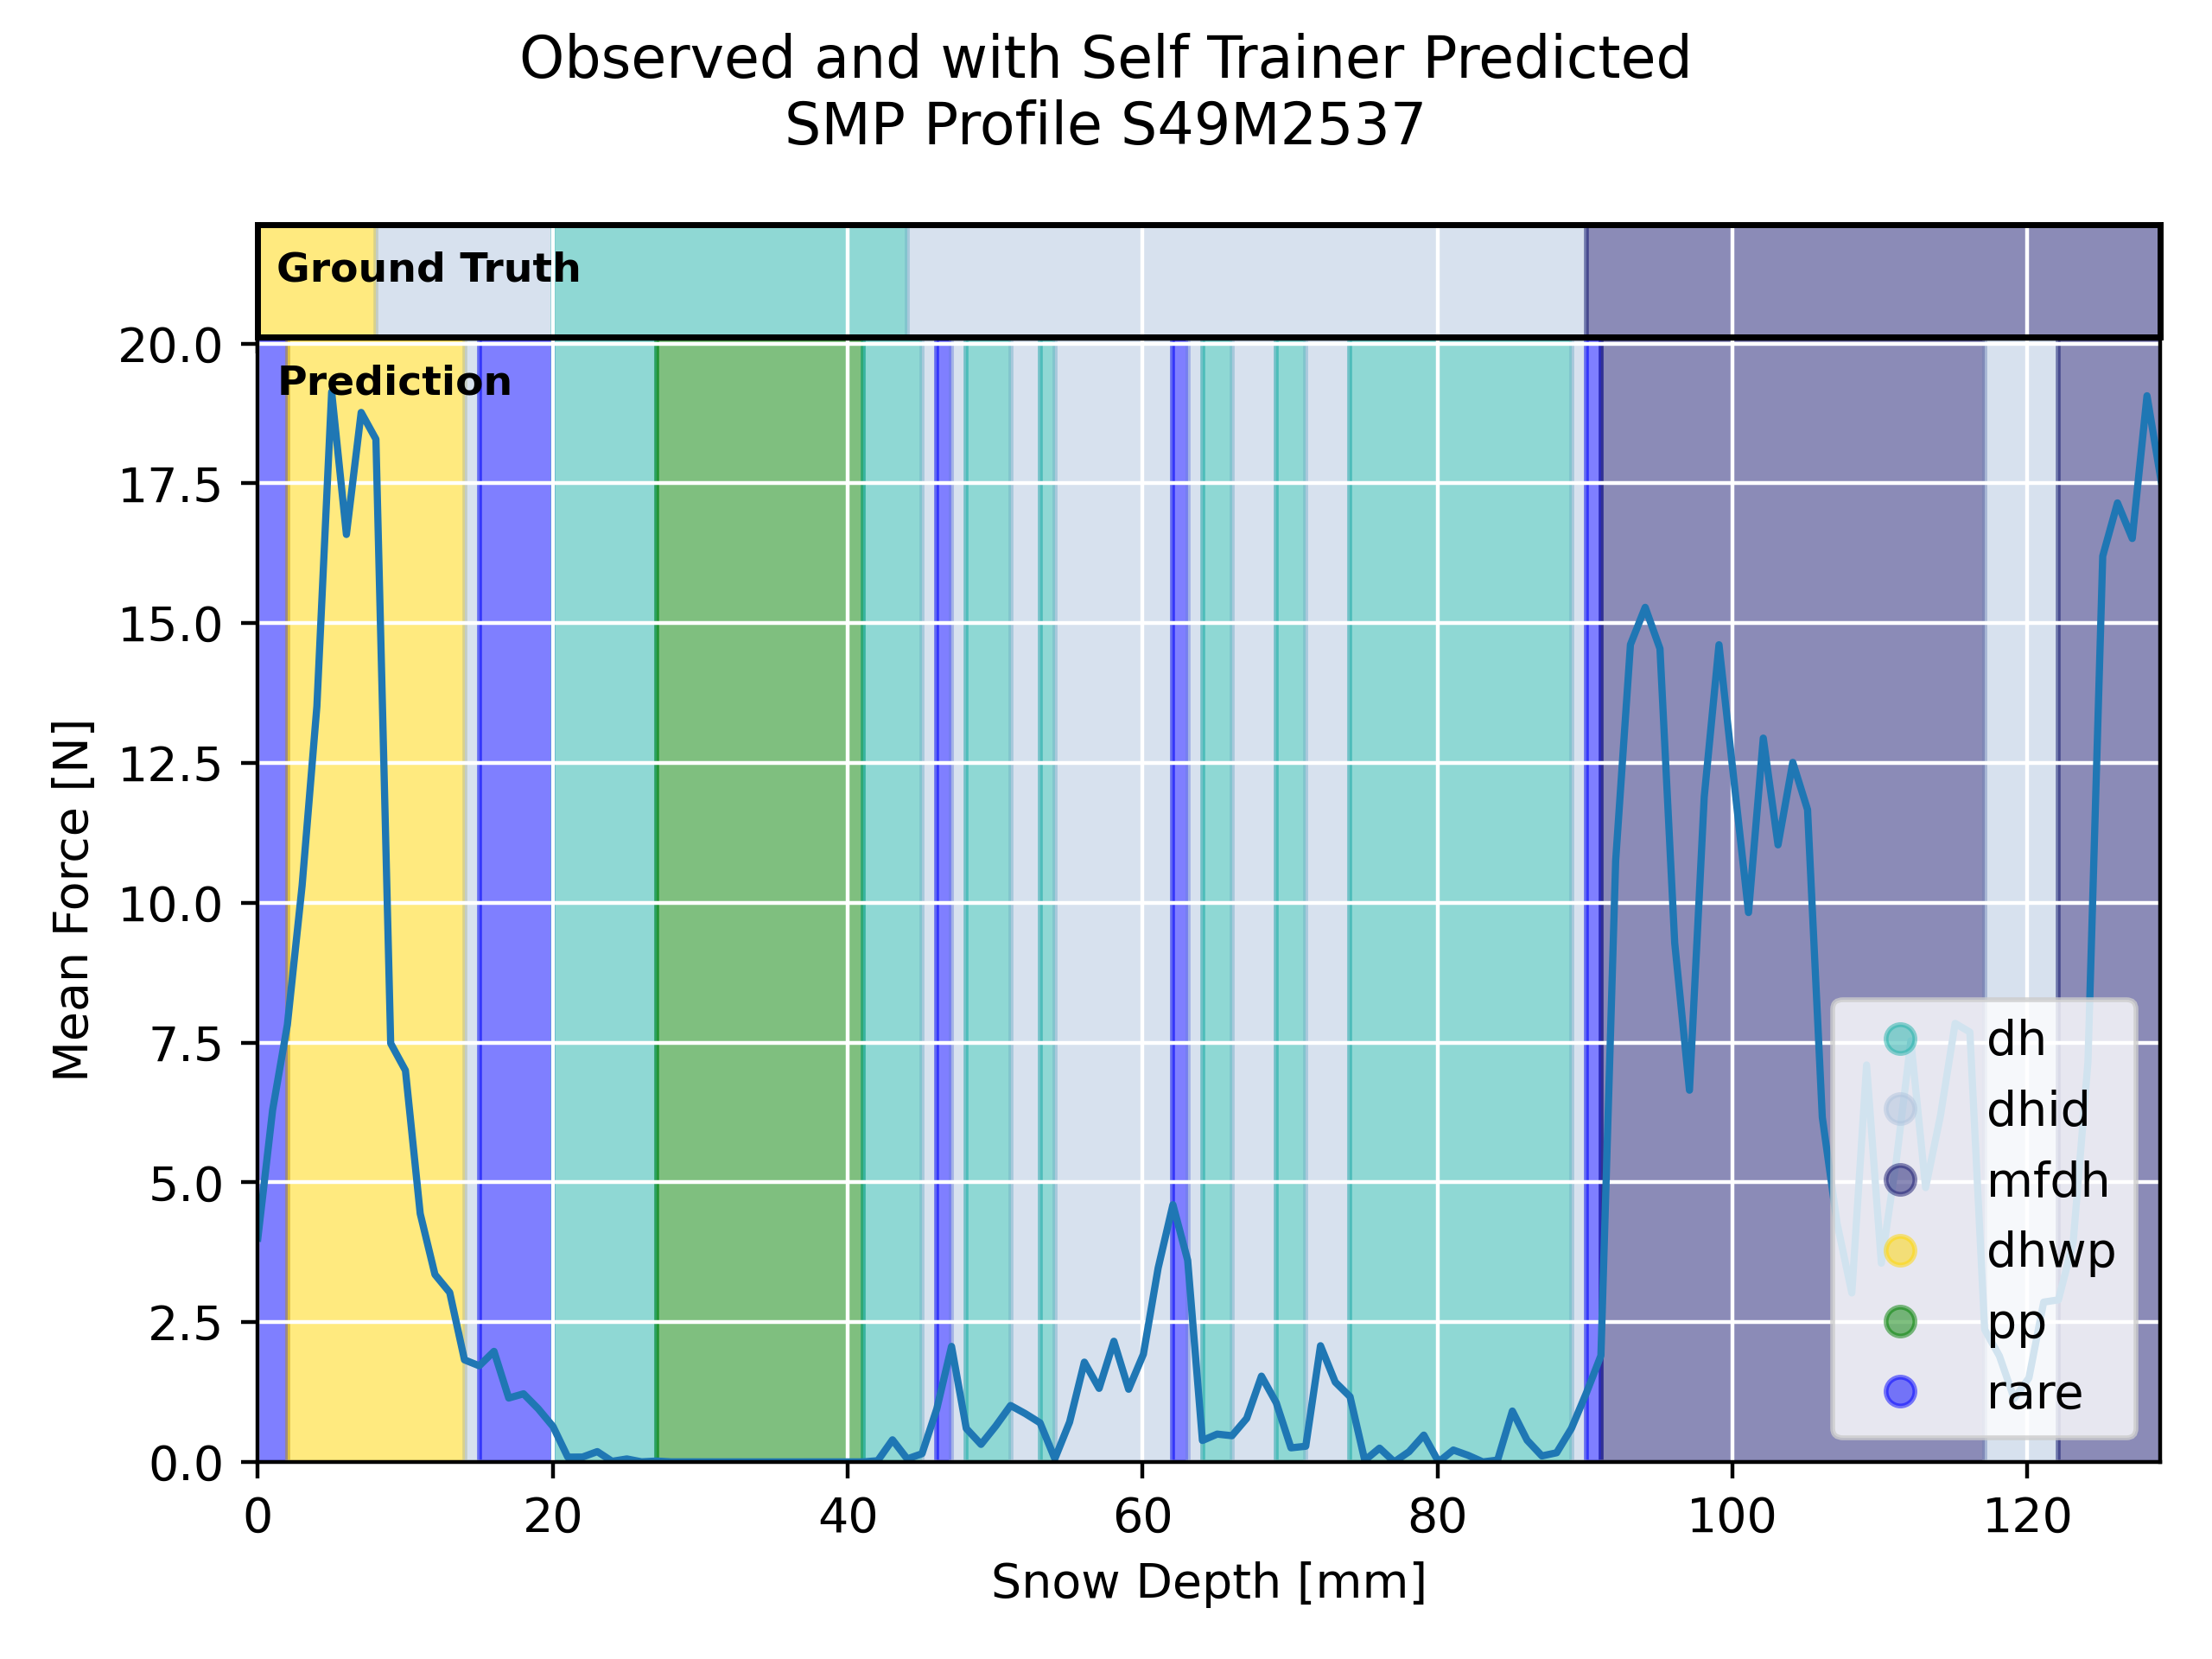 Observed and with Self Trainer Predicted
SMP Profile S49M2537
Ground Truth
Prediction
20.0
17.5
15.0
12.5
10.0
7.5
5.0
2.5
0.0
Mean Force [N]
dh
dhid
mfdh
dhwp
pp
rare
0 20 40 60 80 100 120
Snow Depth [mm]